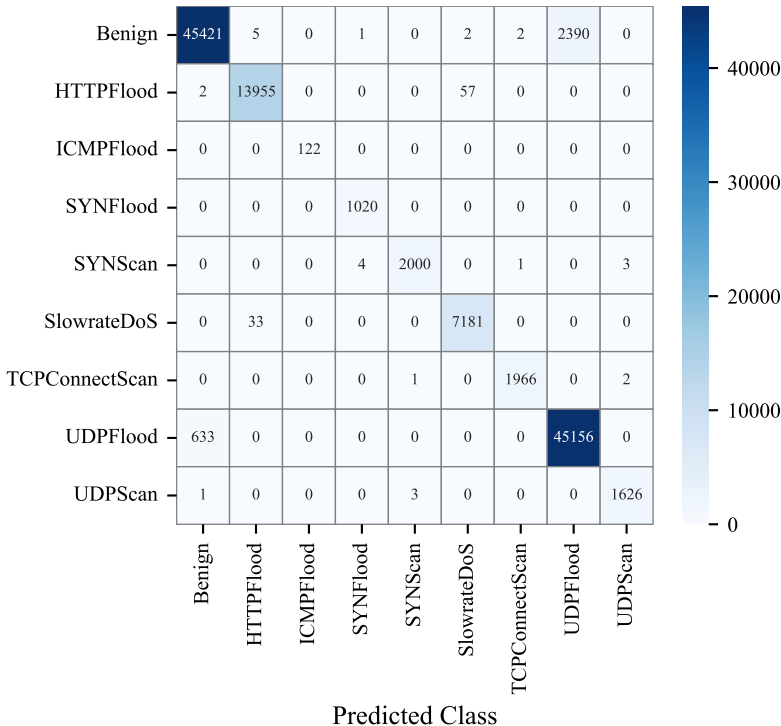 Benign 45421 5 0 1 0 2 2 2390 0
HTTPFlood 2 13955 0 0 0 57 0 0 0
ICMPFlood 0 0 122 0 0 0 0 0 0
SYNFlood 0 0 0 1020 0 0 0 0 0
SYNScan 0 0 0 4 2000 0 1 0 3
SlowrateDoS 0 33 0 0 0 7181 0 0 0
TCPConnectScan 0 0 0 0 1 0 1966 0 2
UDPFlood 633 0 0 0 0 0 0 45156 0
UDPScan 1 0 0 0 3 0 0 0 1626
Benign
HTTPFlood
ICMPFlood
SYNFlood
SYNScan
SlowrateDoS
TCPConnectScan
UDPFlood
UDPScan
Predicted Class
40000
30000
20000
10000
0